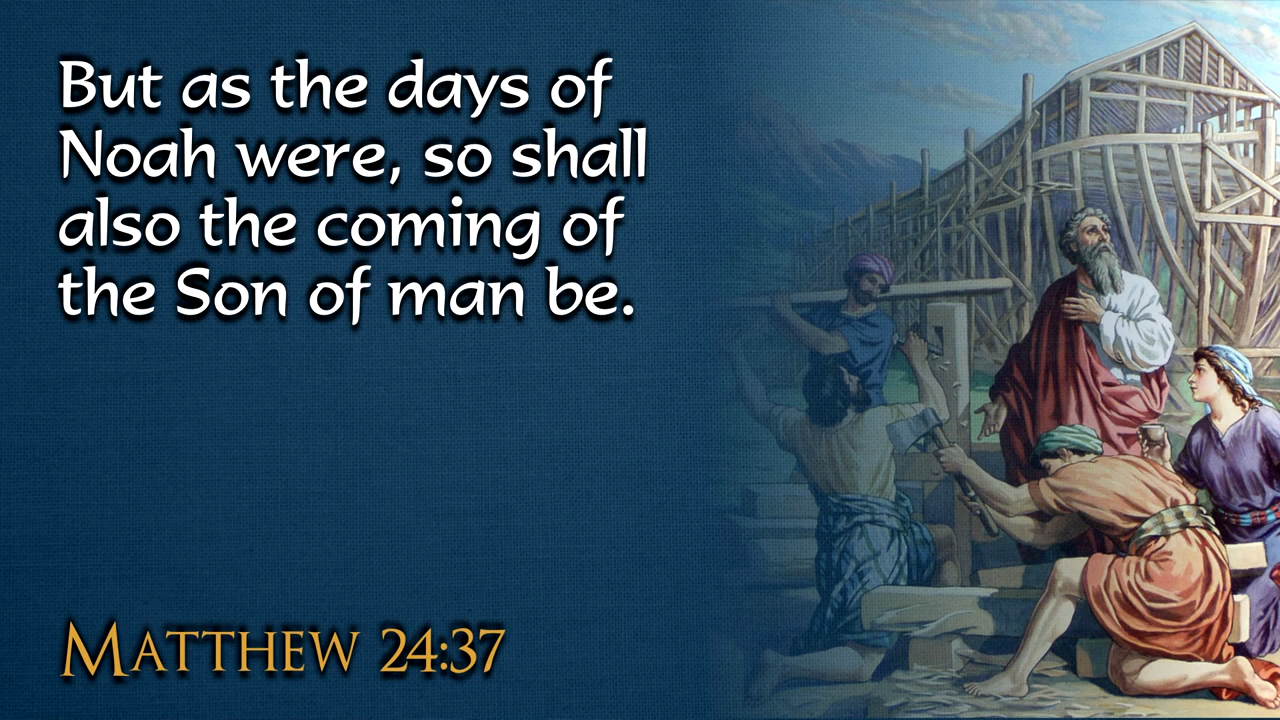 But as the days of
Noah were, so shall
also the coming of
the Son of man be.
Matthew 24:37